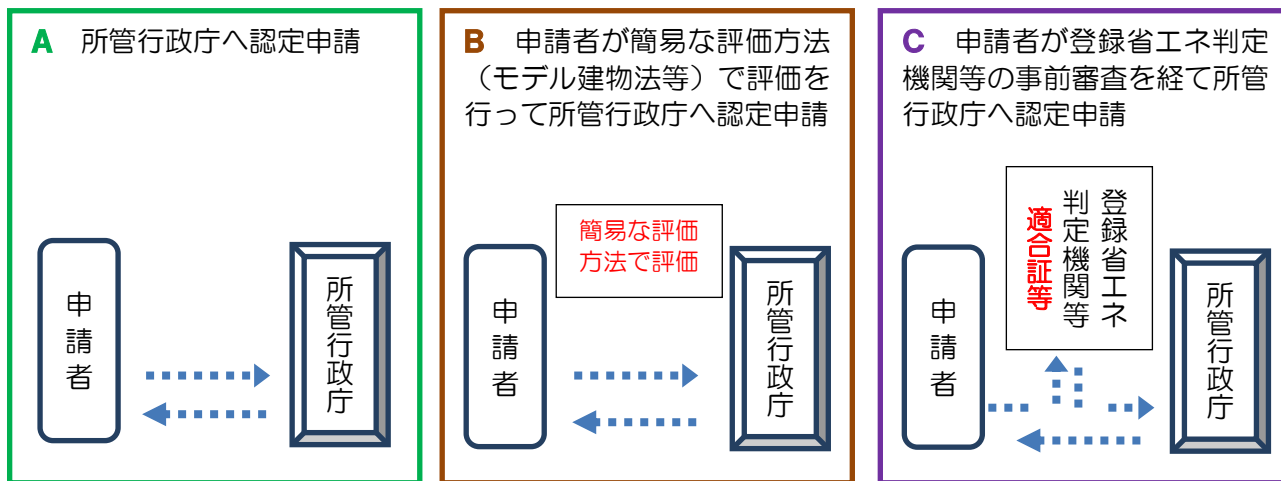 A 所管行政庁へ認定申請
申請者
所管行政庁
B 申請者が簡易な評価方法
（モデル建物法等）で評価を
行って所管行政庁へ認定申請
簡易な評価
方法で評価
申請者
所管行政庁
C 申請者が登録省エネ判定
機関等の事前審査を経て所管
行政庁へ認定申請
登録省エネ
判定機関等
適合証等
申請者
所管行政庁